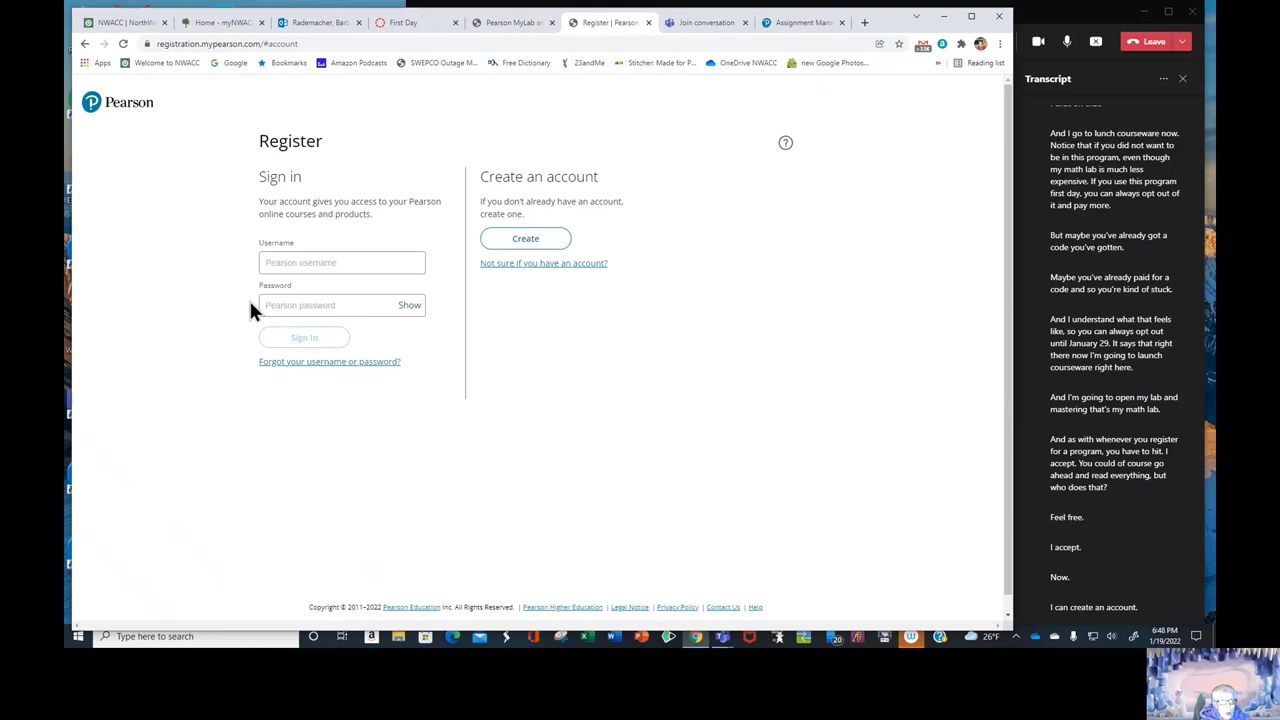 NWACC | NorthW
Home - myNWAC
Rademacher, Barb
First Day
Pearson MyLab an
Register | Pearson
Join conversation
Assignment Mana
registration.mypearson.com/#account
Apps
Welcome to NWACC
Google
Bookmarks
Amazon Podcasts
SWEPCO Outage M...
Free Dictionary
23andMe
Stitcher: Made for P...
OneDrive NWACC
new Google Photos...
Reading list
Pearson
Register
Sign in
Your account gives you access to your Pearson
online courses and products.
Username
Pearson username
Password
Pearson password
Show
Sign In
Forgot your username or password?
Create an account
If you don't already have an account,
create one.
Create
Not sure if you have an account?
Copyright © 2011–2022 Pearson Education Inc. All Rights Reserved. | Pearson Higher Education | Legal Notice | Privacy Policy | Contact Us | Help
Leave
Transcript
And I go to lunch courseware now.
Notice that if you did not want to
be in this program, even though
my math lab is much less
expensive. If you use this program
first day, you can always opt out of
it and pay more.
But maybe you've already got a
code you've gotten.
Maybe you've already paid for a
code and so you're kind of stuck.
And I understand what that feels
like, so you can always opt out
until January 29. It says that right
there now I'm going to launch
courseware right here.
And I'm going to open my lab and
mastering that's my math lab.
And as with whenever you register
for a program, you have to hit. I
accept. You could of course go
ahead and read everything, but
who does that?
Feel free.
I accept.
Now.
I can create an account.
Type here to search
20
26°F
6:48 PM
1/19/2022